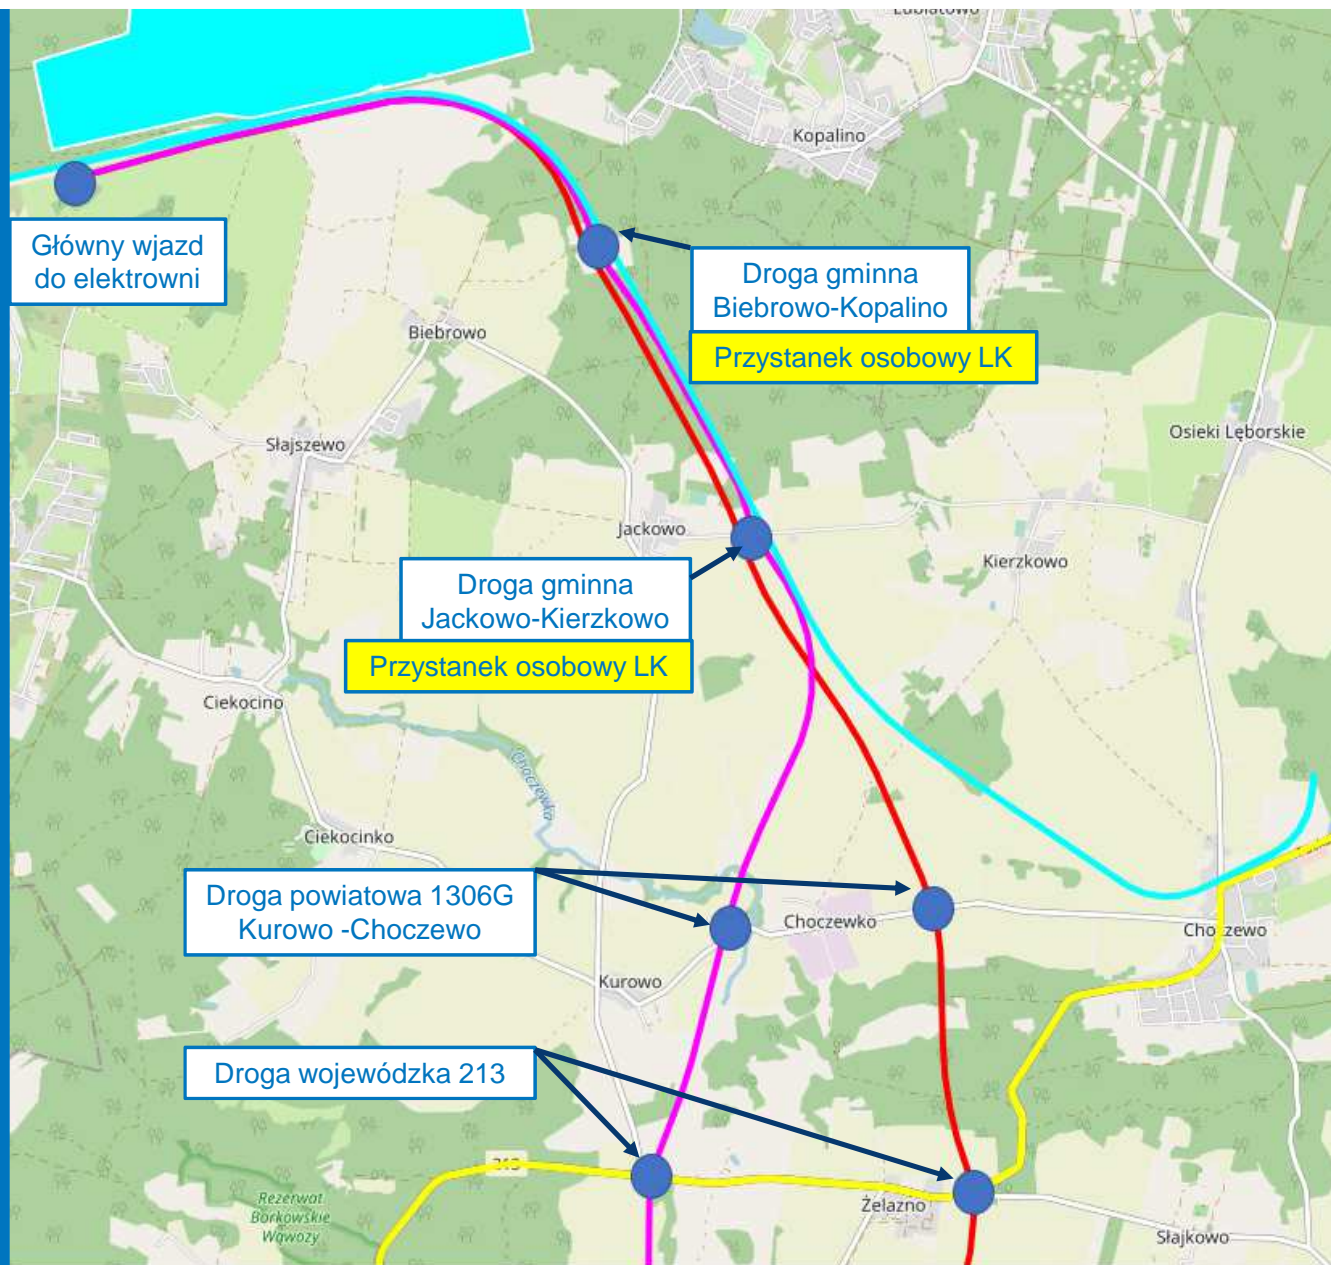 Lubiatowo
Kopalino
Główny wjazd
do elektrowni
Droga gminna
Biebrowo-Kopalino
Przystanek osobowy LK
Biebrowo
Słajszewo
Osieki Lęborskie
Jackowo
Kierzkowo
Droga gminna
Jackowo-Kierzkowo
Przystanek osobowy LK
Ciekocino
Choczewka
Ciekocinko
Droga powiatowa 1306G
Kurowo -Choczewo
Choczewko
Choczewo
Kurowo
Droga wojewódzka 213
213
Rezerwat
Borkowskie
Wąwozy
Żelazno
Słajkowo